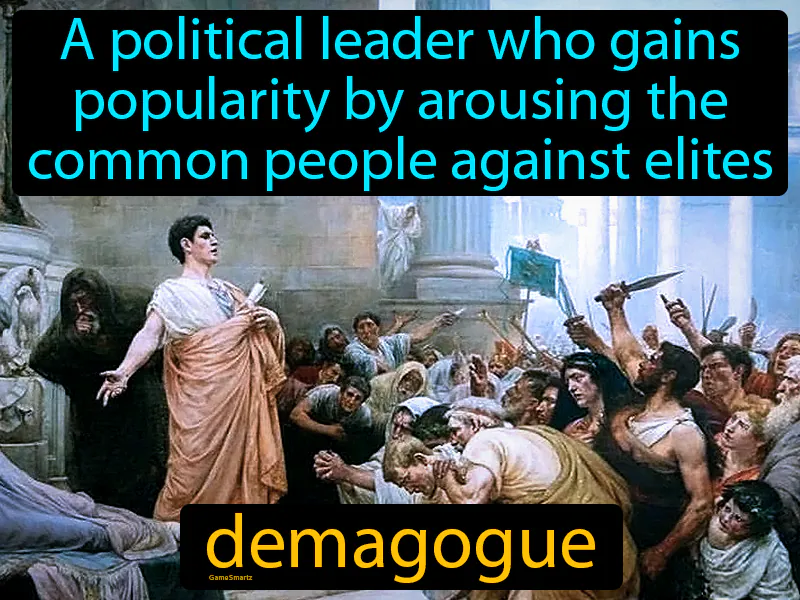 A political leader who gains
popularity by arousing the
common people against elites
demagogue
GamaSmartz